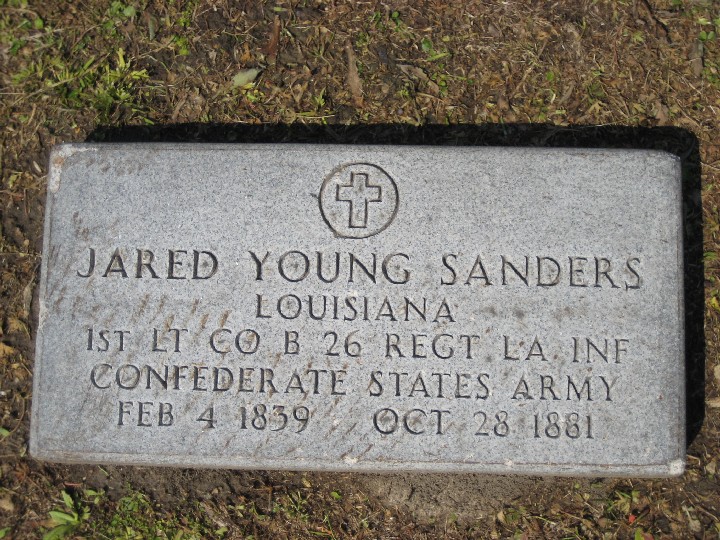 JARED YOUNG SANDERS
LOUISIANA
1ST LT CO B 26 REGT LA INF
CONFEDERATE STATES ARMY
FEB 4 1839 OCT 28 1881